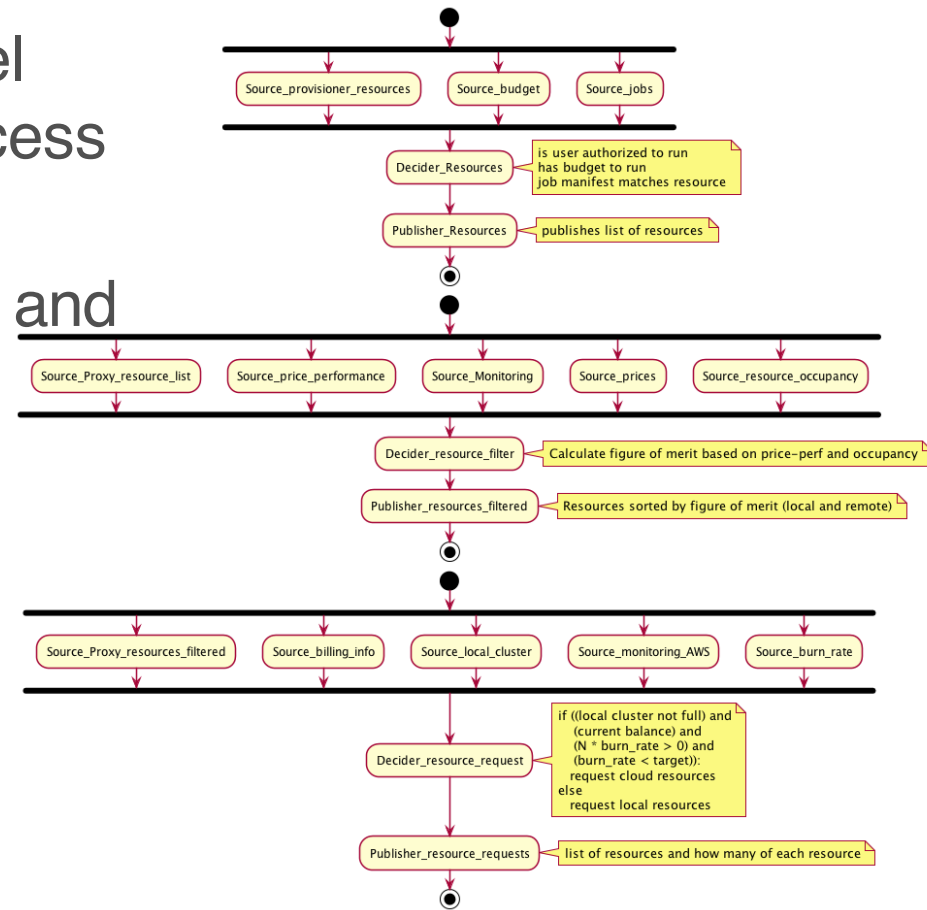 el
cess
and
Source_provisioner_resources
Source_budget
Source_jobs
Decider_Resources
is user authorized to run
has budget to run
job manifest matches resource
Publisher_Resources
publishes list of resources
Source_Proxy_resource_list
Source_price_performance
Source_Monitoring
Source_prices
Source_resource_occupancy
Decider_resource_filter
Calculate figure of merit based on price-perf and occupancy
Publisher_resources_filtered
Resources sorted by figure of merit (local and remote)
Source_Proxy_resources_filtered
Source_billing_info
Source_local_cluster
Source_monitoring_AWS
Source_burn_rate
Decider_resource_request
if ((local cluster not full) and
(current balance) and
(N * burn_rate > 0) and
(burn_rate < target)):
request cloud resources
else
request local resources
Publisher_resource_requests
list of resources and how many of each resource